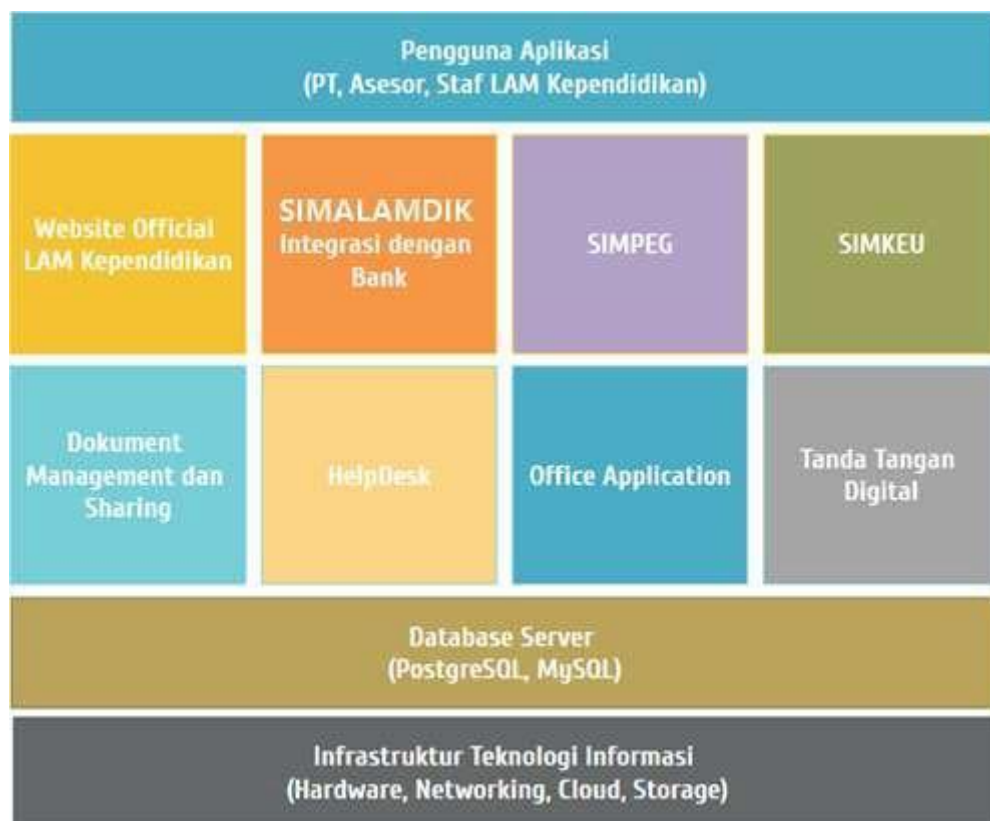 Pengguna Aplikasi
(PT, Asesor, Staf LAM Kependidikan)
Website Official
LAM Kependidikan
SIMALAMDIK
Integrasi dengan
Bank
SIMPEG
SIMKEU
Dokument
Management dan
Sharing
HelpDesk
Office Application
Tanda Tangan
Digital
Database Server
(PostgreSQL, MySQL)
Infrastruktur Teknologi Informasi
(Hardware, Networking, Cloud, Storage)